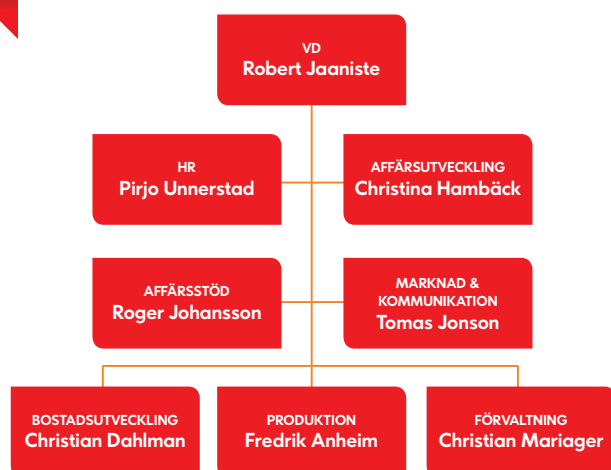 VD
Robert Jaaniste
HR
Pirjo Unnerstad
AFFÄRSUTVECKLING
Christina Hambäck
AFFÄRSSTÖD
Roger Johansson
MARKNAD &
KOMMUNIKATION
Tomas Jonson
BOSTADSUTVECKLING
Christian Dahlman
PRODUKTION
Fredrik Anheim
FÖRVALTNING
Christian Mariager